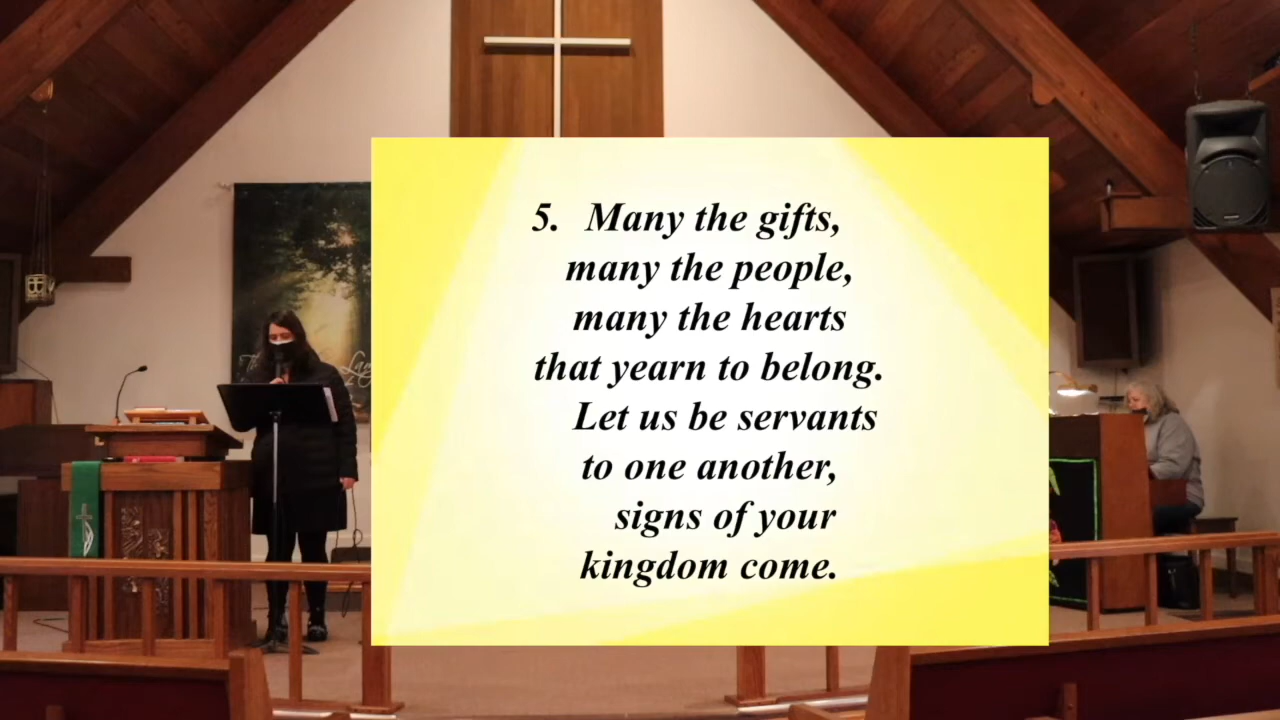 5. Many the gifts,
many the people,
many the hearts
that yearn to belong.
Let us be servants
to one another,
signs of your
kingdom come.